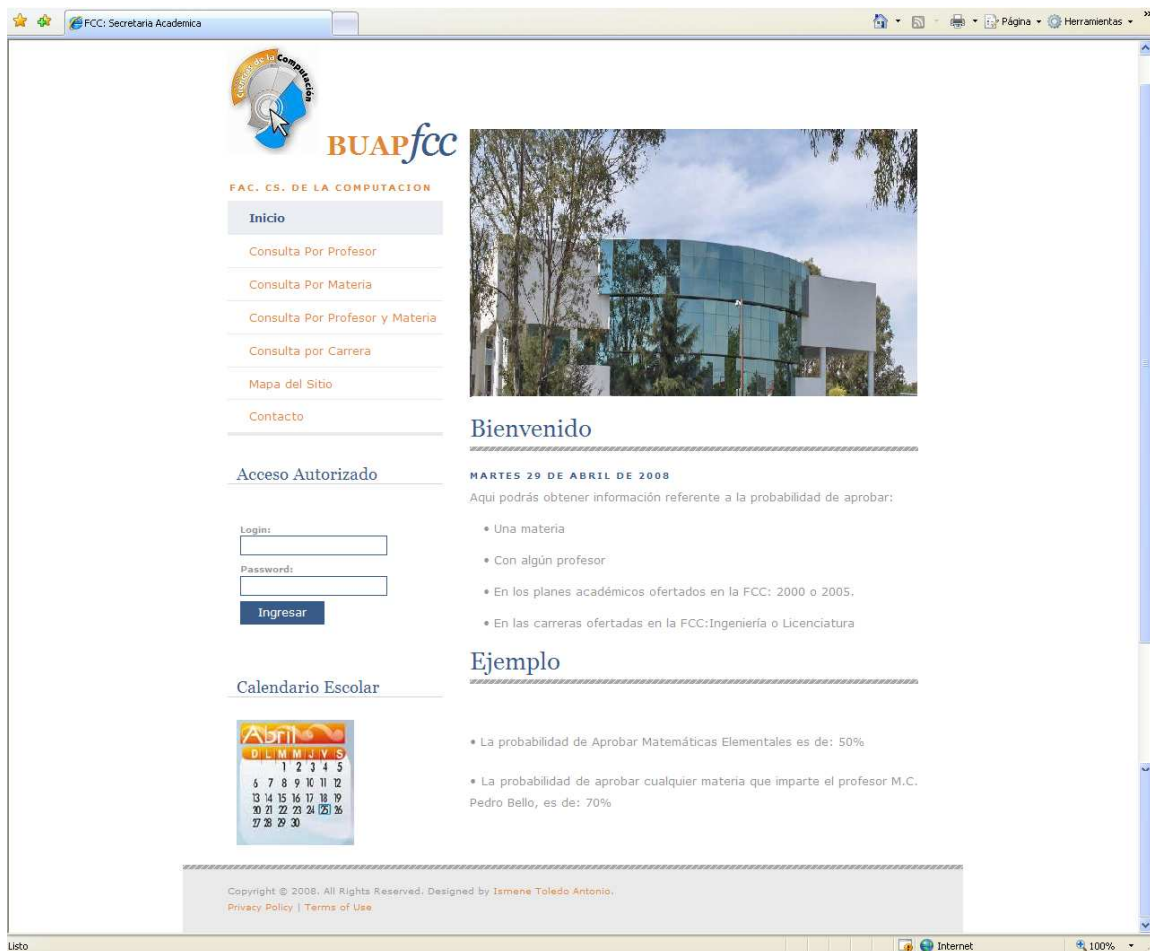 FCC: Secretaria Academica
Página
Herramientas
Ciencias de la Computación
BUAP fcc
FAC. CS. DE LA COMPUTACION
Inicio
Consulta Por Profesor
Consulta Por Materia
Consulta Por Profesor y Materia
Consulta por Carrera
Mapa del Sitio
Contacto
Acceso Autorizado
Login:
Password:
Ingresar
Calendario Escolar
Abril
D L M M J V S
1 2 3 4 5
6 7 8 9 10 11 12
13 14 15 16 17 18 19
20 21 22 23 24 25 26
27 28 29 30
Bienvenido
MARTES 29 DE ABRIL DE 2008
Aqui podrás obtener información referente a la probabilidad de aprobar:
• Una materia
• Con algún profesor
• En los planes académicos ofertados en la FCC: 2000 o 2005.
• En las carreras ofertadas en la FCC:Ingeniería o Licenciatura
Ejemplo
• La probabilidad de Aprobar Matemáticas Elementales es de: 50%
• La probabilidad de aprobar cualquier materia que imparte el profesor M.C.
Pedro Bello, es de: 70%
Copyright © 2008. All Rights Reserved. Designed by Ismene Toledo Antonio.
Privacy Policy | Terms of Use
Listo
Internet
100%